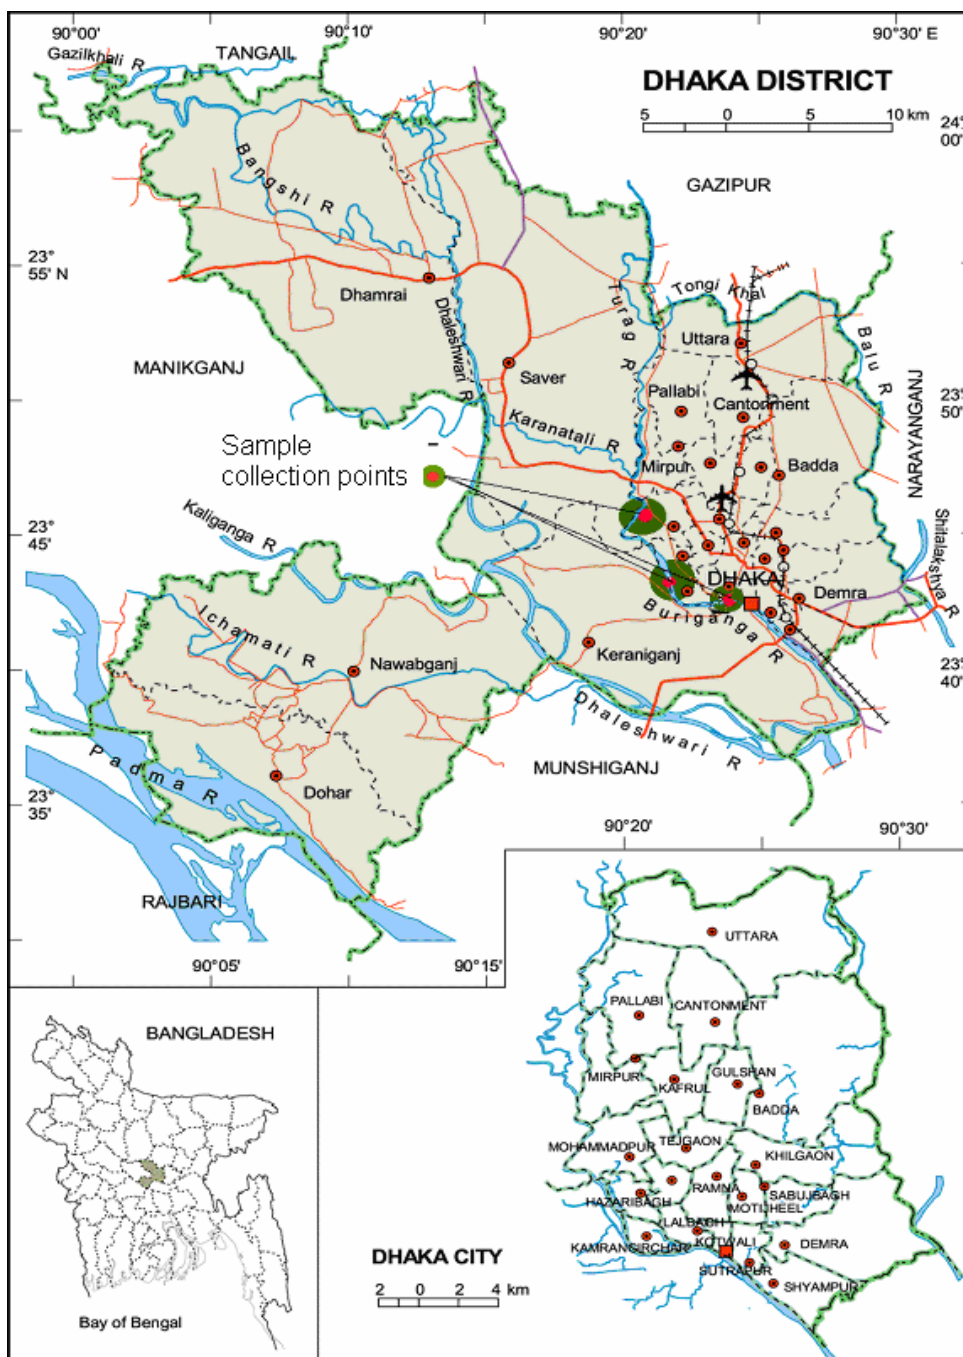 90°00'
90°10'
90°20'
90°30' E
Gazilkhali R
TANGAIL
DHAKA DISTRICT
5 0 5 10 km
24°
00'
GAZIPUR
Bangshi R
23°
55' N
Dhamrai
Dhaleshwari R
Turag R
Tongi Khal
Uttara
Balu R
MANIKGANJ
Saver
Pallabi
Cantonment
23°
50'
NARAYANGANJ
Karanatali R
Sample
collection points
Mirpur
Badda
Kaliganga R
23°
45'
Shitalakshya R
DHAKA
Demra
Buriganga R
Ichamati R
Nawabganj
Keraniganj
23°
40'
Dhaleshwari R
Padma R
MUNSHIGANJ
Dohar
23°
35'
90°20'
90°30'
RAJBARI
90°05'
90°15'
UTTARA
BANGLADESH
PALLABI
CANTONMENT
MIRPUR
KAFRUL
GULSHAN
BADDA
MOHAMMADPUR
TEJGAON
KHILGAON
HAZARIBAGH
RAMNA
SABUJBAGH
MOTIJHEEL
LALBAGH
KAMRANGIRCHAR
KOTWALI
DEMRA
SUTRAPUR
SHYAMPUR
DHAKA CITY
2 0 2 4 km
Bay of Bengal